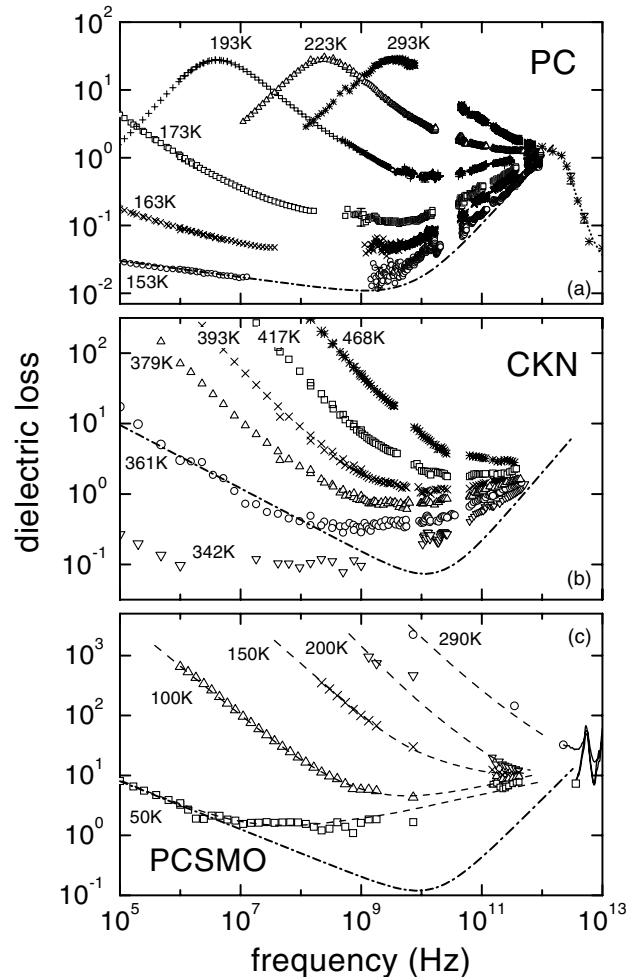 dielectric loss
10^2
10^1
10^0
10^-1
10^-2
193K
223K
293K
PC
173K
163K
153K
(a)
10^2
10^1
10^0
10^-1
393K
417K
468K
CKN
379K
361K
342K
(b)
10^3
10^2
10^1
10^0
10^-1
(c)
290K
200K
150K
100K
50K
PCSMO
10^5
10^7
10^9
10^11
10^13
frequency (Hz)